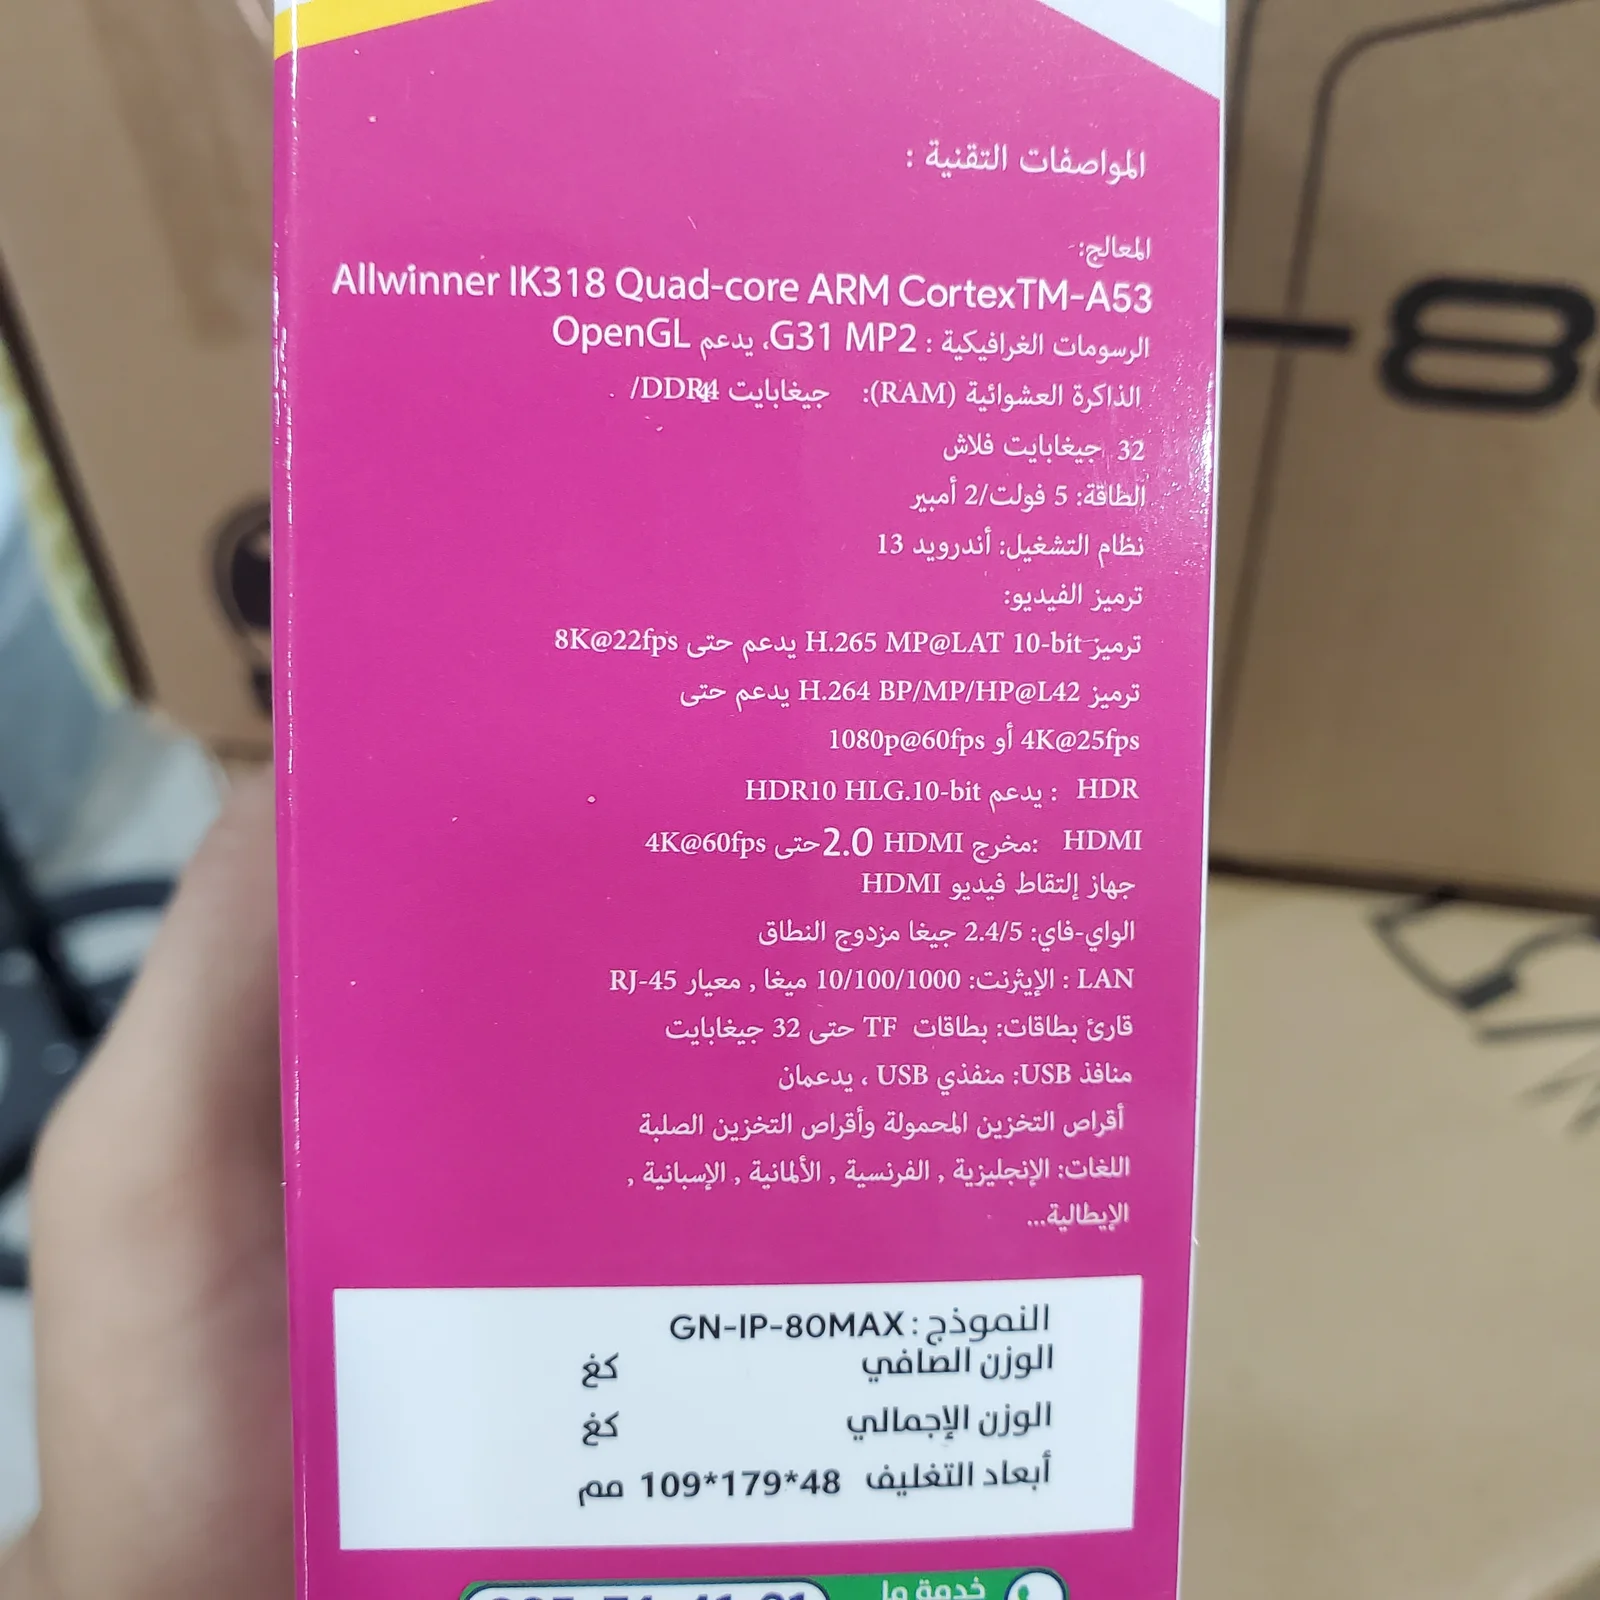 المواصفات التقنية :
المعالج:
Allwinner IK318 Quad-core ARM CortexTM-A53
الرسومات الغرافيكية : G31 MP2، يدعم OpenGL
الذاكرة العشوائية (RAM): جيغابايت DDR4/
32 جيغابايت فلاش
الطاقة: 5 فولت/2 أمبير
نظام التشغيل: أندرويد 13
ترميز الفيديو:
ترميز H.265 MP@LAT 10-bit يدعم حتى 8K@22fps
ترميز H.264 BP/MP/HP@L42 يدعم حتى
4K@25fps أو 1080p@60fps
HDR : يدعم HDR10 HLG.10-bit
HDMI :مخرج HDMI 2.0حتى 4K@60fps
جهاز إلتقاط فيديو HDMI
الواي-فاي: 2.4/5 جيغا مزدوج النطاق
LAN : الإيثرنت: 10/100/1000 ميغا , معيار RJ-45
قارئ بطاقات: بطاقات TF حتى 32 جيغابايت
منافذ USB: منفذي USB ، يدعمان
أقراص التخزين المحمولة وأقراص التخزين الصلبة
اللغات: الإنجليزية , الفرنسية , الألمانية , الإسبانية ,
الإيطالية...
النموذج : GN-IP-80MAX
الوزن الصافي كغ
الوزن الإجمالي كغ
أبعاد التغليف 48*179*109 مم
خدمة